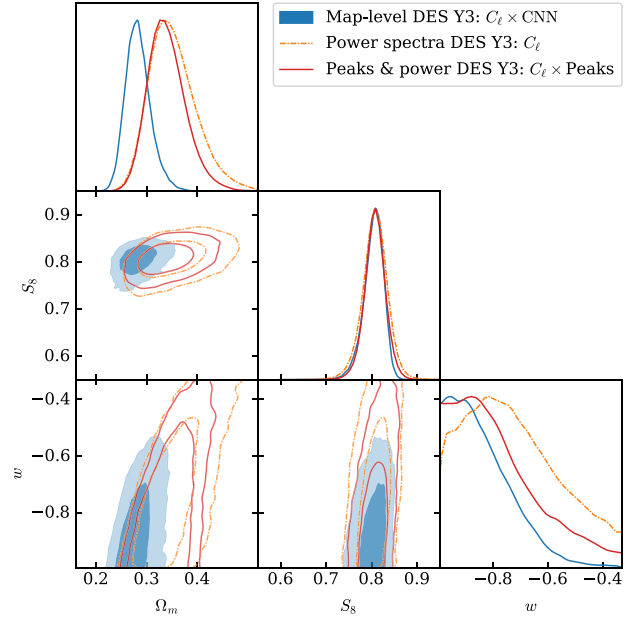 Map-level DES Y3: $C_\ell \times \mathrm{CNN}$
Power spectra DES Y3: $C_\ell$
Peaks & power DES Y3: $C_\ell \times \mathrm{Peaks}$
0.9
0.8
0.7
0.6
$S_8$
−0.4
−0.6
−0.8
$w$
0.2 0.3 0.4
0.6 0.7 0.8 0.9
−0.8 −0.6 −0.4
$\Omega_m$ $S_8$ $w$